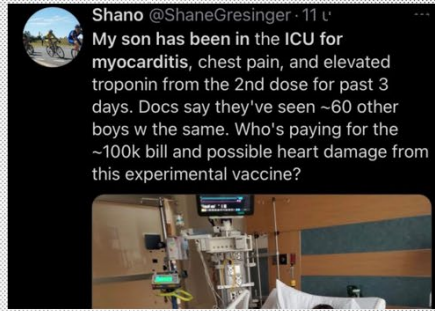 Shano @ShaneGresinger · 11
My son has been in the ICU for
myocarditis, chest pain, and elevated
troponin from the 2nd dose for past 3
days. Docs say they've seen ~60 other
boys w the same. Who's paying for the
~100k bill and possible heart damage from
this experimental vaccine?